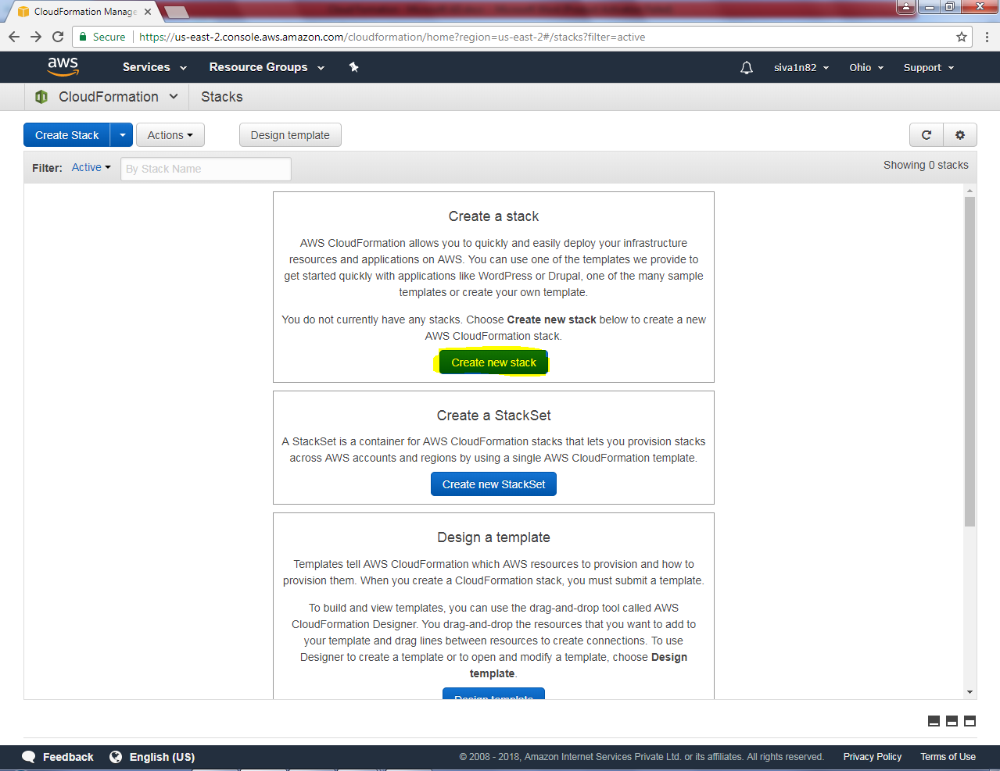 CloudFormation Manage
Secure
https://us-east-2.console.aws.amazon.com/cloudformation/home?region=us-east-2#/stacks?filter=active
aws
Services
Resource Groups
siva1n82
Ohio
Support
CloudFormation
Stacks
Create Stack
Actions
Design template
Filter: Active
By Stack Name
Showing 0 stacks
Create a stack
AWS CloudFormation allows you to quickly and easily deploy your infrastructure
resources and applications on AWS. You can use one of the templates we provide to
get started quickly with applications like WordPress or Drupal, one of the many sample
templates or create your own template.
You do not currently have any stacks. Choose Create new stack below to create a new
AWS CloudFormation stack.
Create new stack
Create a StackSet
A StackSet is a container for AWS CloudFormation stacks that lets you provision stacks
across AWS accounts and regions by using a single AWS CloudFormation template.
Create new StackSet
Design a template
Templates tell AWS CloudFormation which AWS resources to provision and how to
provision them. When you create a CloudFormation stack, you must submit a template.
To build and view templates, you can use the drag-and-drop tool called AWS
CloudFormation Designer. You drag-and-drop the resources that you want to add to
your template and drag lines between resources to create connections. To use
Designer to create a template or to open and modify a template, choose Design
template.
Design template
Feedback
English (US)
© 2008 - 2018, Amazon Internet Services Private Ltd. or its affiliates. All rights reserved.
Privacy Policy
Terms of Use